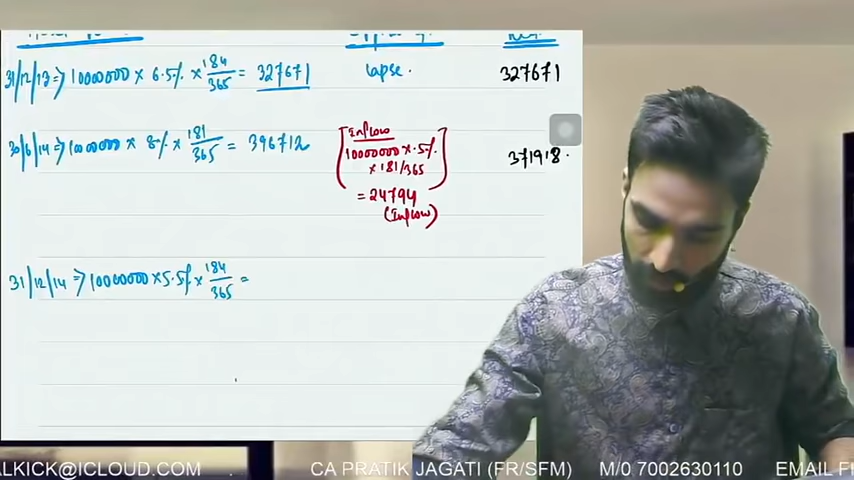 31/12/13 => 10000000 × 6.5% × 184/365 = 327671 lapse. 327671
30/6/14 => 10000000 × 8% × 181/365 = 396712 [Inflow 10000000 × .5% × 181/365] = 24794 (Inflow) 371918.
31/12/14 => 10000000 × 5.5% × 184/365 =
ALKICK@ICLOUD.COM . CA PRATIK JAGATI (FR/SFM) M/0 7002630110 EMAIL FI